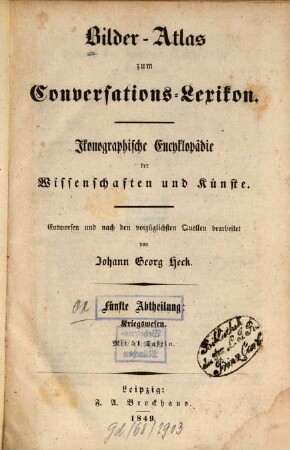 Bilder-Atlas
zum
Conversations-Lexikon.
Ikonographische Encyklopädie
der
Wissenschaften und Künste.
Entworfen und nach den vorzüglichsten Quellen bearbeitet
von
Johann Georg Heck.
Fünfte Abtheilung:
Kriegswesen.
Mit 51 Tafeln.
Bibliothek
Leipzig:
F. A. Brockhaus.
1849.